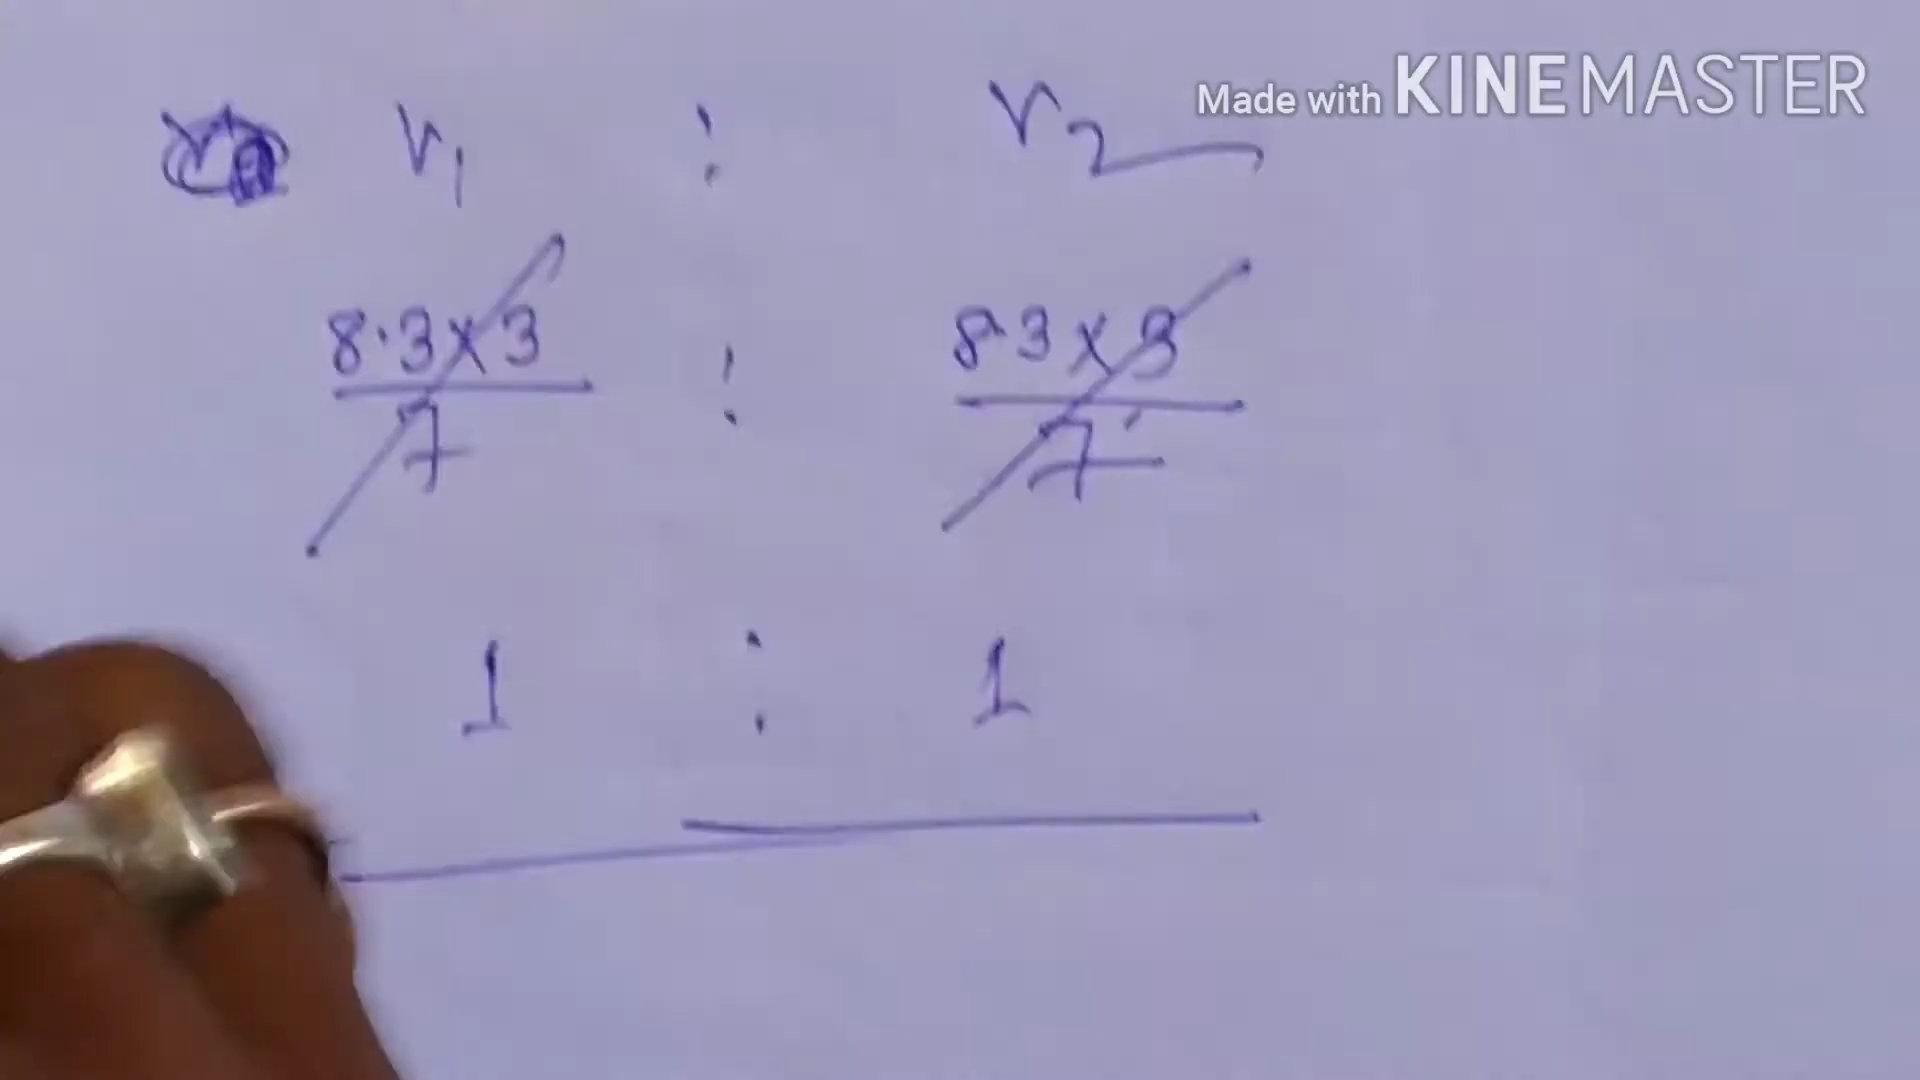 Made with KINEMASTER
r₁ : r₂
8.3 x 3 : 8.3 x 3
7 : 7
1 : 1